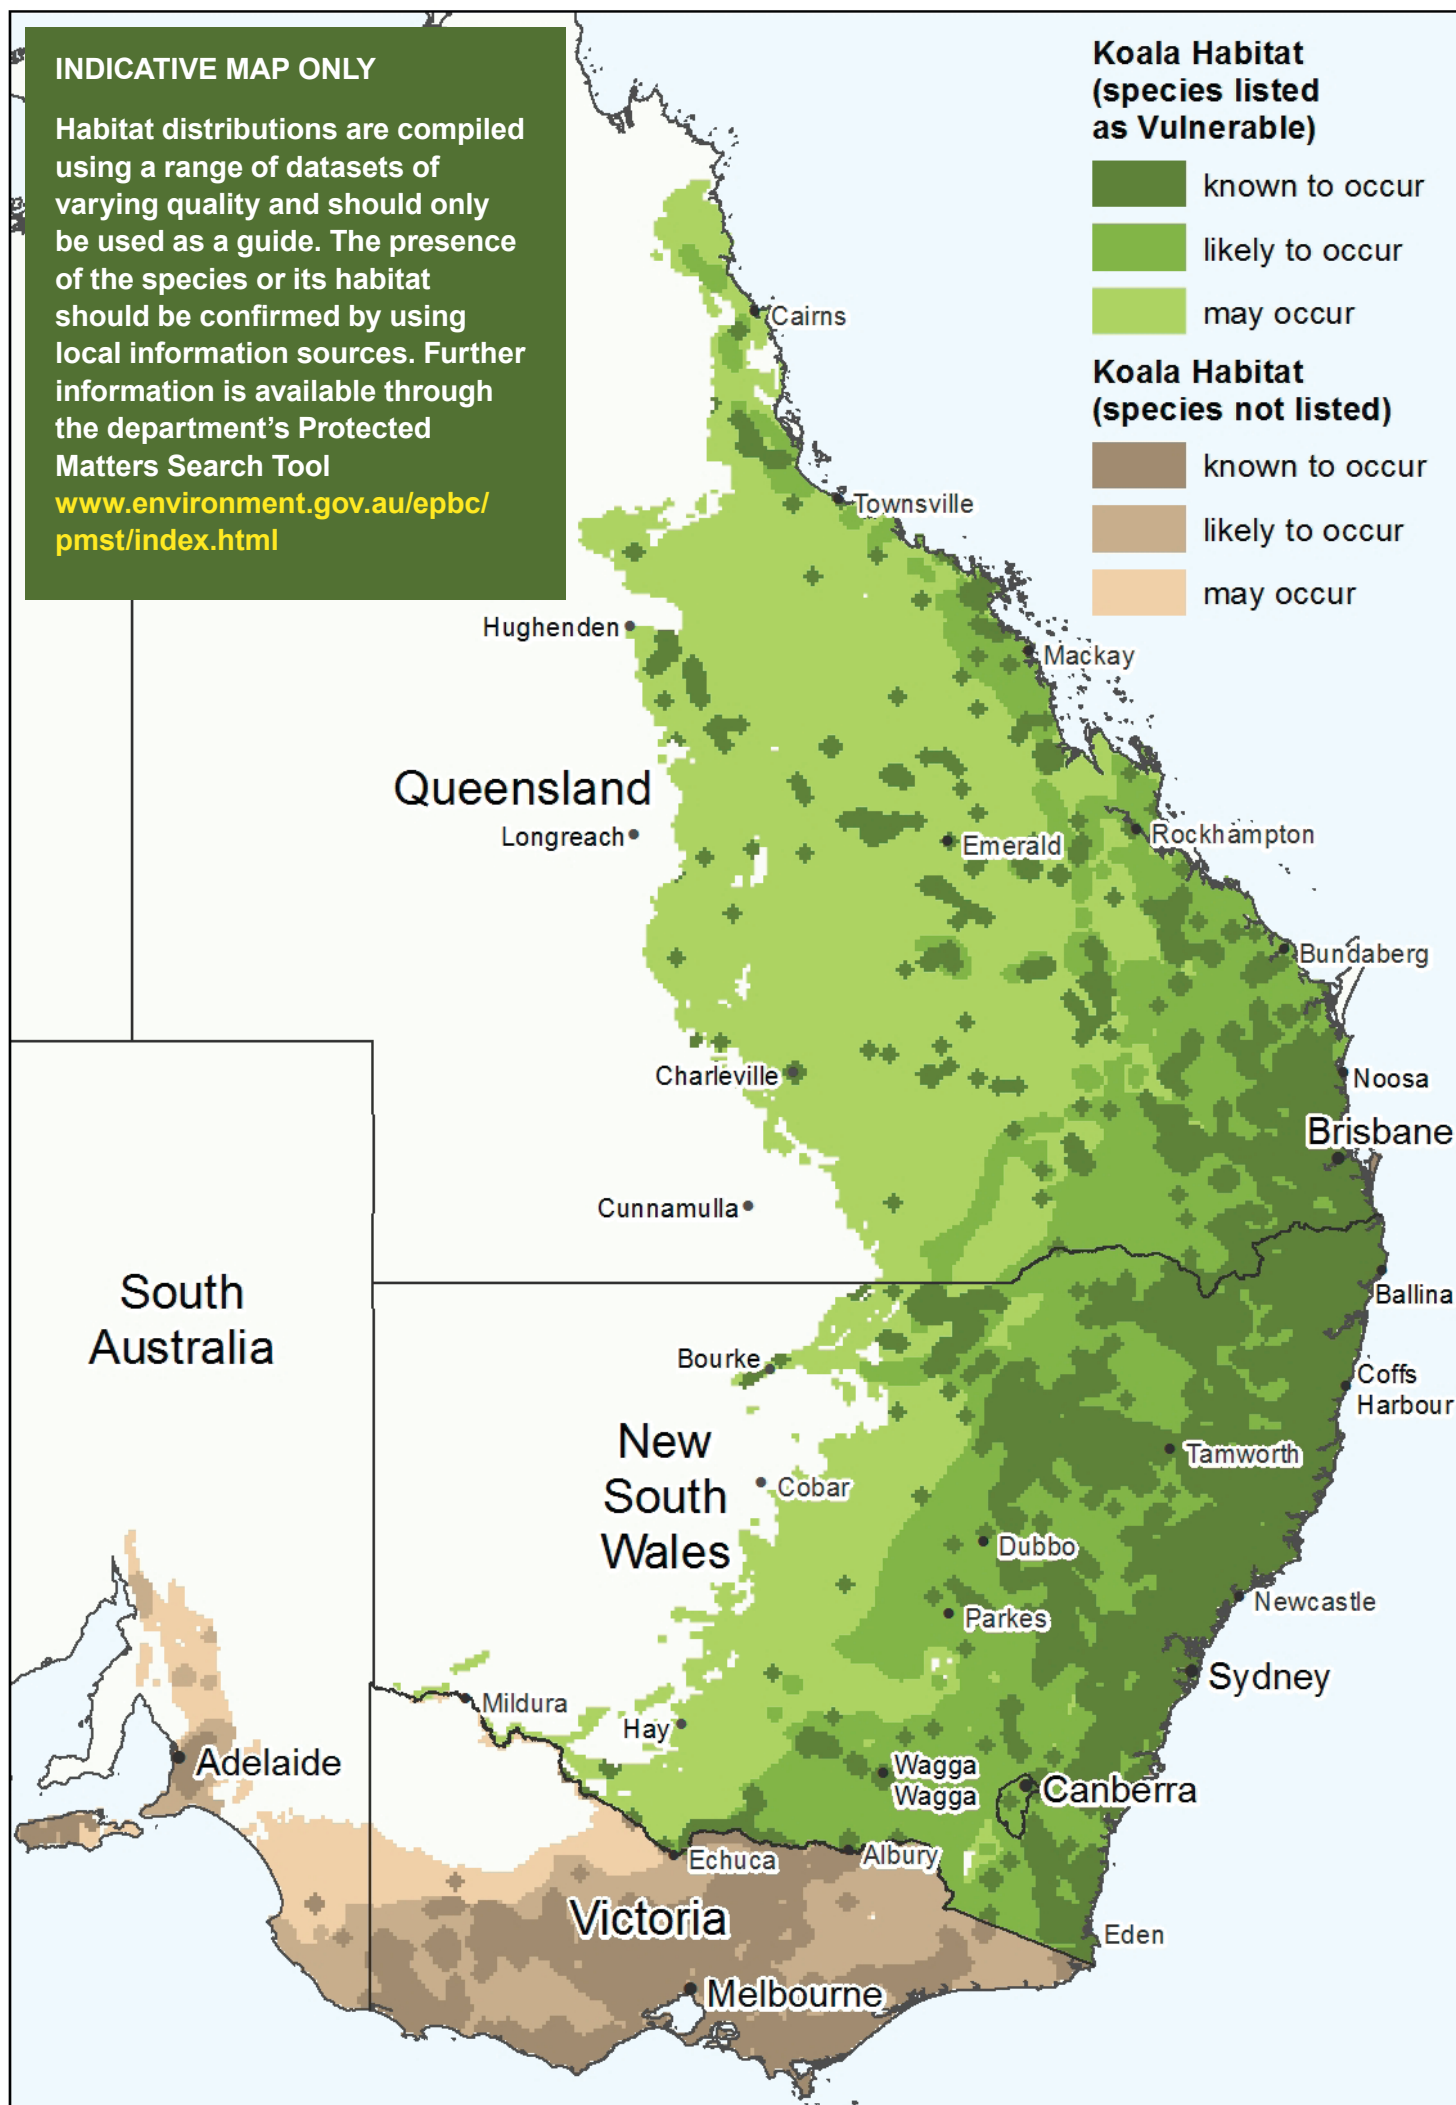 INDICATIVE MAP ONLY
Habitat distributions are compiled
using a range of datasets of
varying quality and should only
be used as a guide. The presence
of the species or its habitat
should be confirmed by using
local information sources. Further
information is available through
the department’s Protected
Matters Search Tool
www.environment.gov.au/epbc/
pmst/index.html
Koala Habitat
(species listed
as Vulnerable)
known to occur
likely to occur
may occur
Koala Habitat
(species not listed)
known to occur
likely to occur
may occur
Cairns
Townsville
Hughenden
Mackay
Queensland
Longreach
Emerald
Rockhampton
Bundaberg
Charleville
Noosa
Brisbane
Cunnamulla
South
Australia
Ballina
Bourke
Coffs
Harbour
New
South
Wales
Tamworth
Cobar
Dubbo
Newcastle
Parkes
Sydney
Mildura
Hay
Adelaide
Wagga
Wagga
Canberra
Echuca
Albury
Victoria
Eden
Melbourne